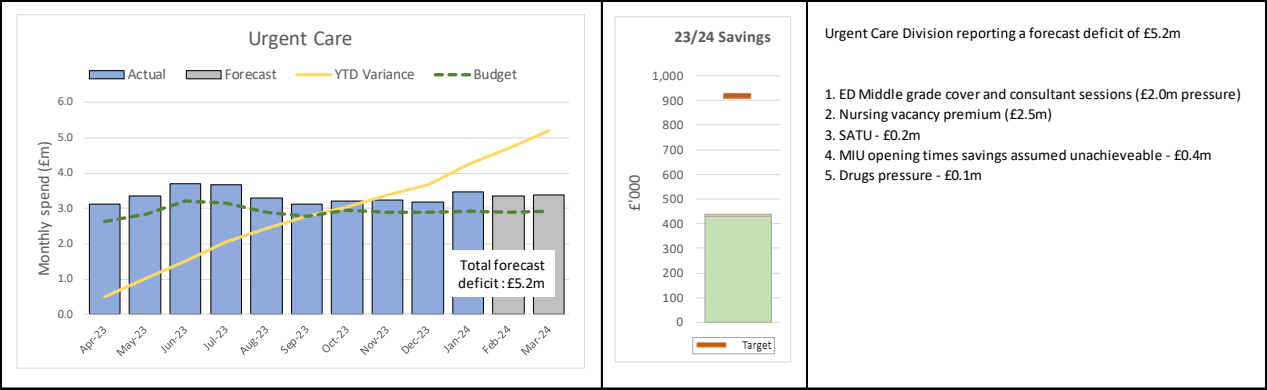 Urgent Care
Actual
Forecast
YTD Variance
Budget
Monthly spend (£m)
6.0
5.0
4.0
3.0
2.0
1.0
0.0
Total forecast
deficit : £5.2m
Apr-23
May-23
Jun-23
Jul-23
Aug-23
Sep-23
Oct-23
Nov-23
Dec-23
Jan-24
Feb-24
Mar-24
23/24 Savings
£'000
1,000
900
800
700
600
500
400
300
200
100
0
Target
Urgent Care Division reporting a forecast deficit of £5.2m
1. ED Middle grade cover and consultant sessions (£2.0m pressure)
2. Nursing vacancy premium (£2.5m)
3. SATU - £0.2m
4. MIU opening times savings assumed unachieveable - £0.4m
5. Drugs pressure - £0.1m